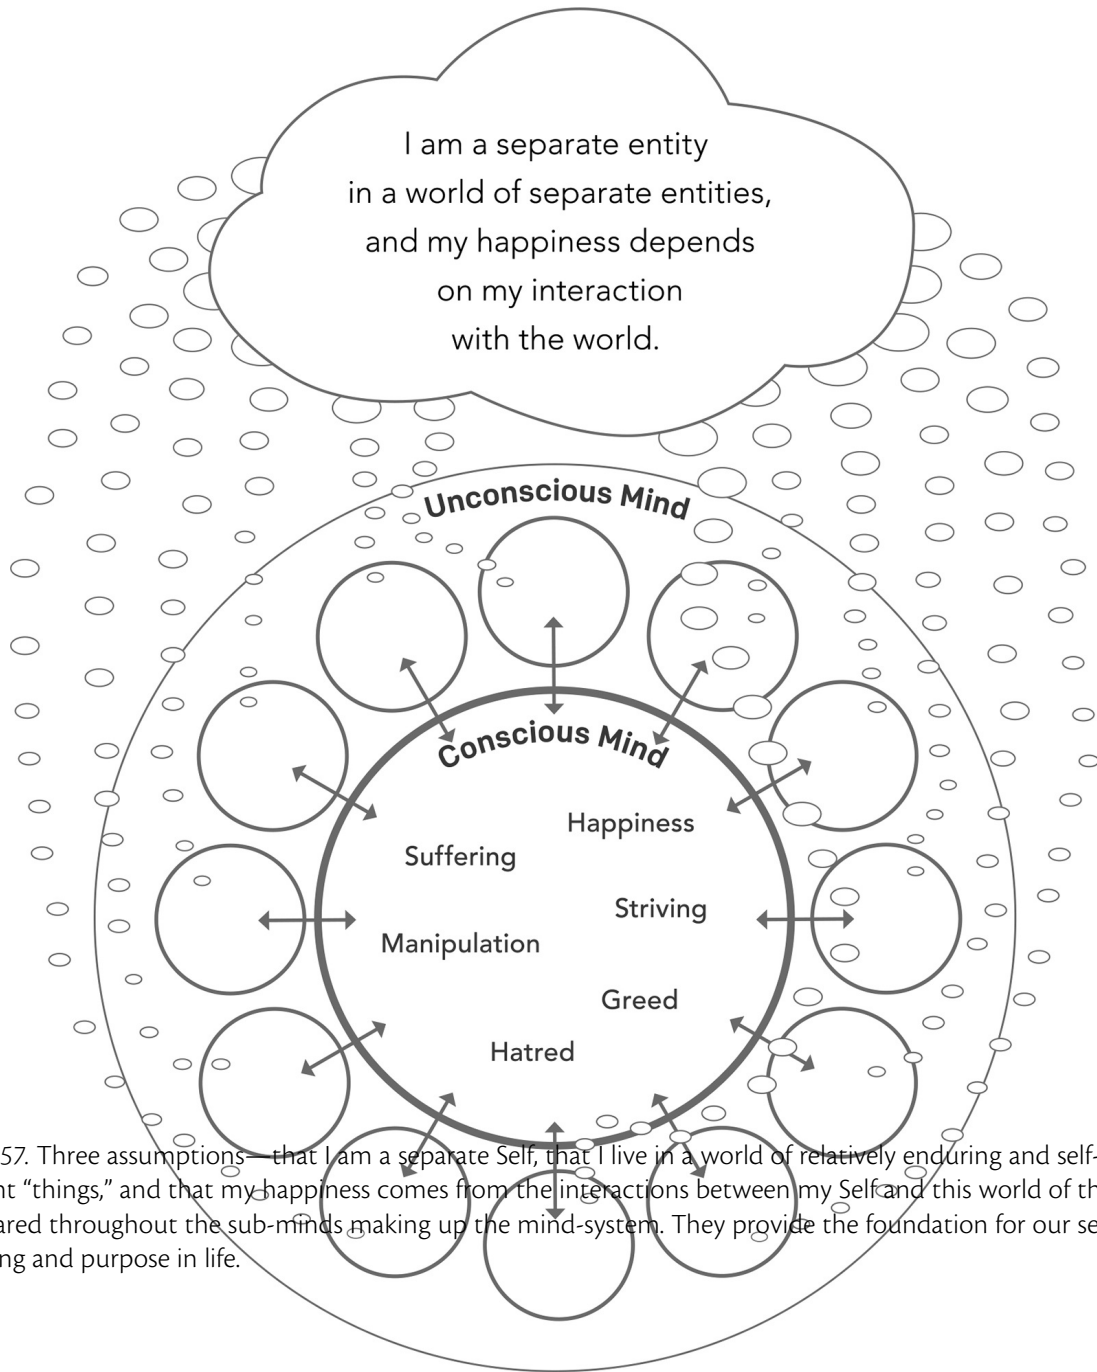 I am a separate entity
in a world of separate entities,
and my happiness depends
on my interaction
with the world.
Unconscious Mind
Conscious Mind
Happiness
Suffering
Striving
Manipulation
Greed
Hatred
57. Three assumptions—that I am a separate Self, that I live in a world of relatively enduring and self-
“things,” and that my happiness comes from the interactions between my Self and this world of
throughout the sub-minds making up the mind-system. They provide the foundation for our
and purpose in life.